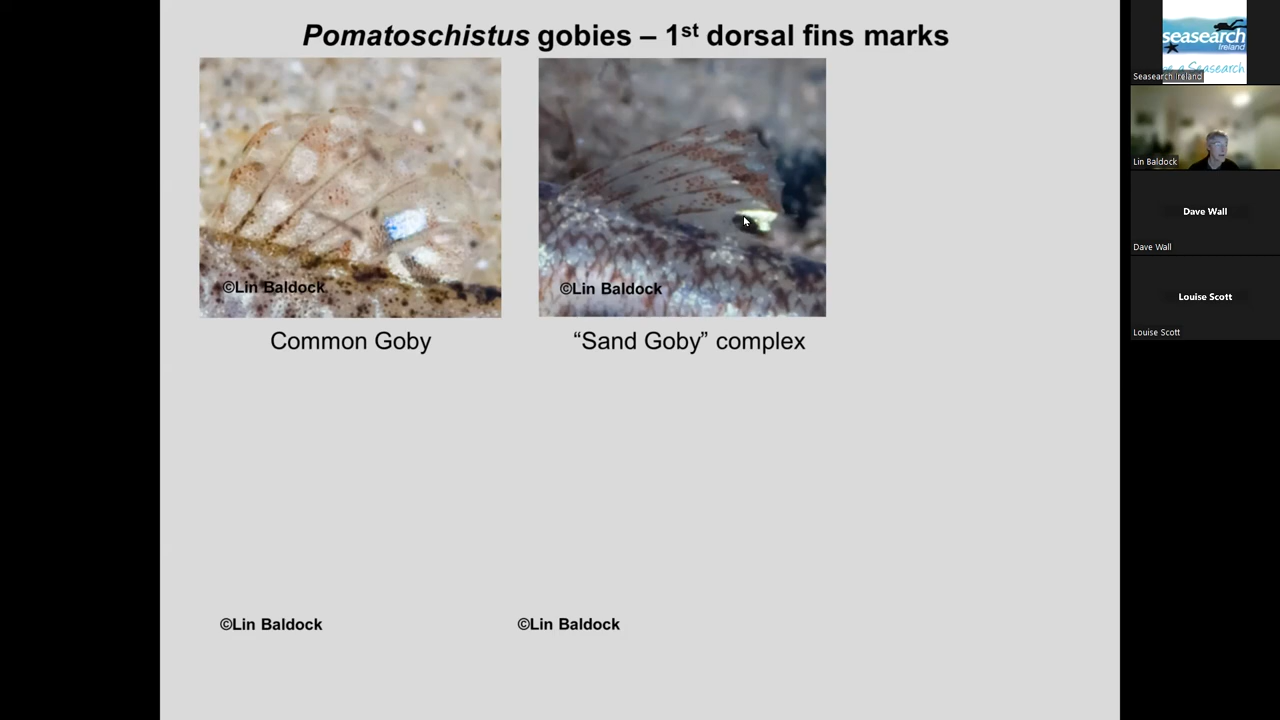 Pomatoschistus gobies – 1st dorsal fins marks
©Lin Baldock
©Lin Baldock
Common Goby
“Sand Goby” complex
©Lin Baldock
©Lin Baldock
seasearch
Ireland
e a Seasearch
Seasearch Ireland
Lin Baldock
Dave Wall
Dave Wall
Louise Scott
Louise Scott